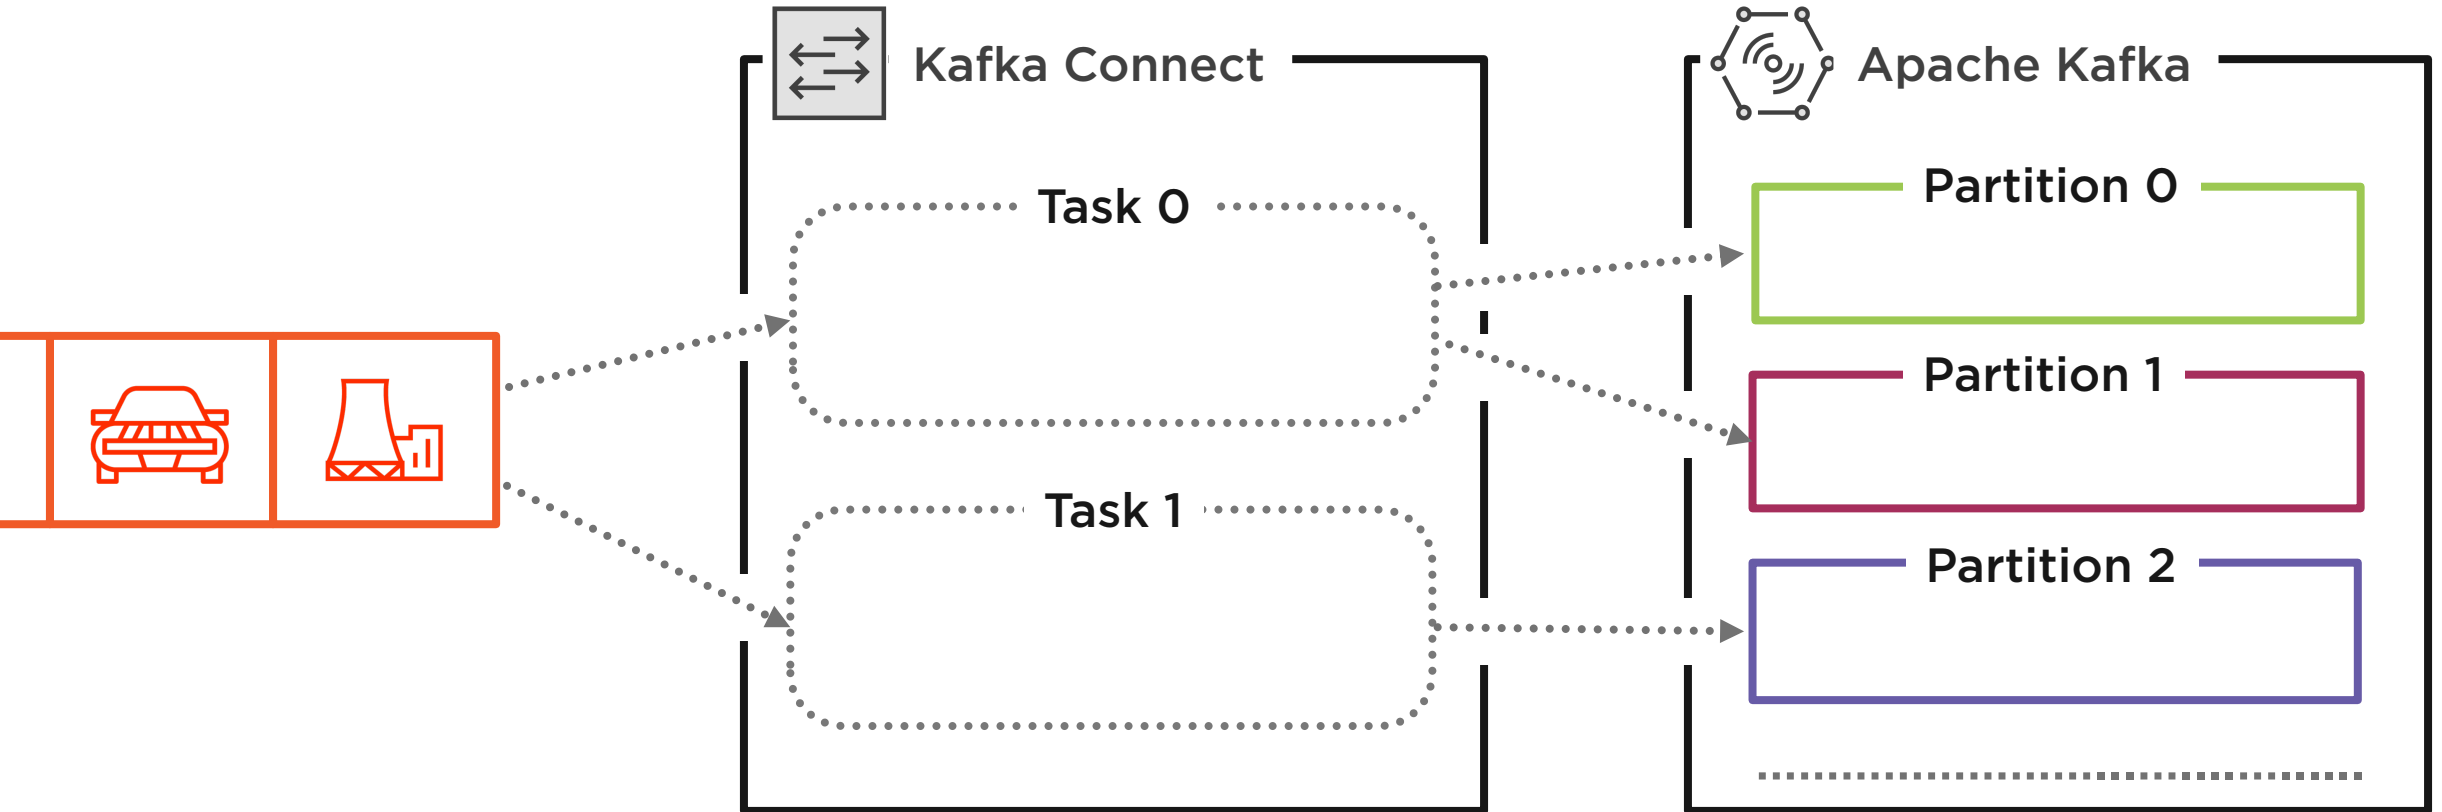 Kafka Connect
Apache Kafka
Task 0
Task 1
Partition 0
Partition 1
Partition 2